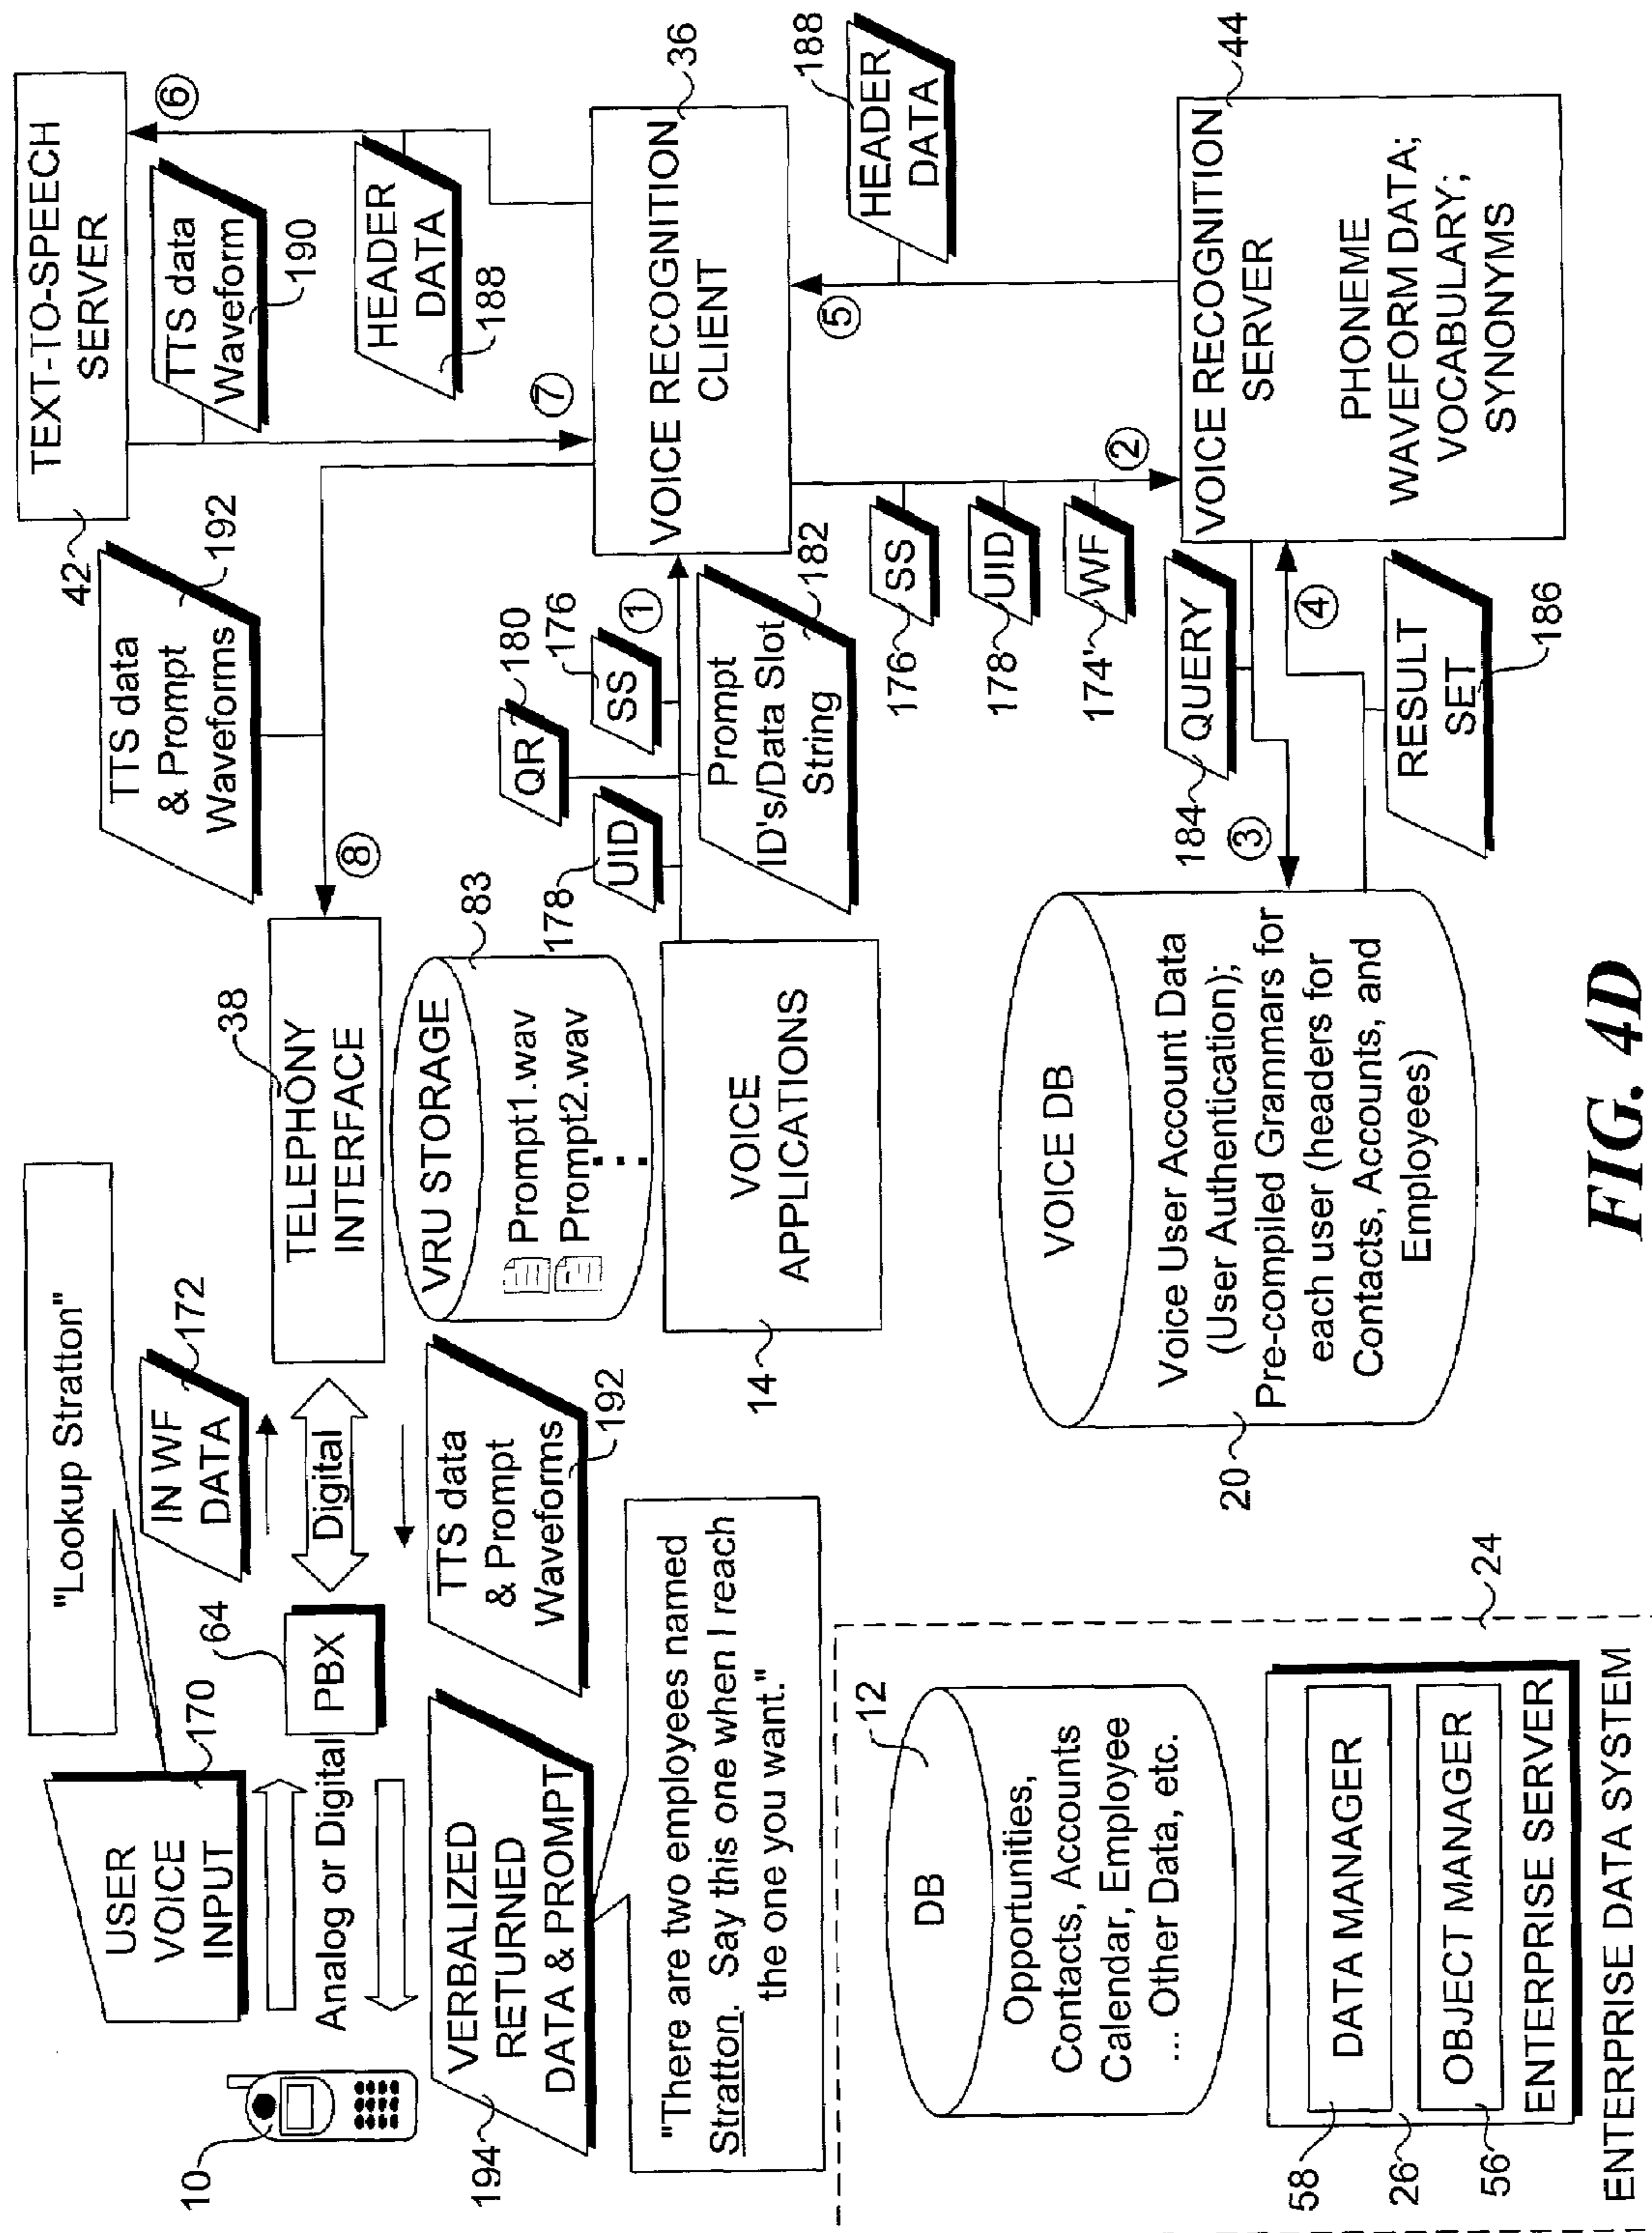 "Lookup Stratton"
USER
VOICE
INPUT
170
IN WF
DATA
172
64
PBX
Digital
Analog or Digital
10
38
TELEPHONY
INTERFACE
TTS data
& Prompt
Waveforms
192
8
42
TEXT-TO-SPEECH
SERVER
TTS data
Waveform
190
6
HEADER
DATA
188
7
VERBALIZED
RETURNED
DATA & PROMPT
194
TTS data
& Prompt
Waveforms
192
"There are two employees named
Stratton. Say this one when I reach
the one you want."
VRU STORAGE
83
Prompt1.wav
Prompt2.wav
VOICE
APPLICATIONS
14
QR
180
UID
178
SS
176
1
Prompt
ID's/Data Slot
String
182
VOICE RECOGNITION
CLIENT
36
SS
176
UID
178
WF
174'
2
5
HEADER
DATA
188
VOICE RECOGNITION
SERVER
44
PHONEME
WAVEFORM DATA;
VOCABULARY;
SYNONYMS
QUERY
184
3
4
RESULT
SET
186
VOICE DB
Voice User Account Data
(User Authentication);
Pre-compiled Grammars for
each user (headers for
Contacts, Accounts, and
Employees)
20
24
12
DB
Opportunities,
Contacts, Accounts
Calendar, Employee
... Other Data, etc.
DATA MANAGER
58
OBJECT MANAGER
56
26
ENTERPRISE SERVER
ENTERPRISE DATA SYSTEM
FIG. 4D